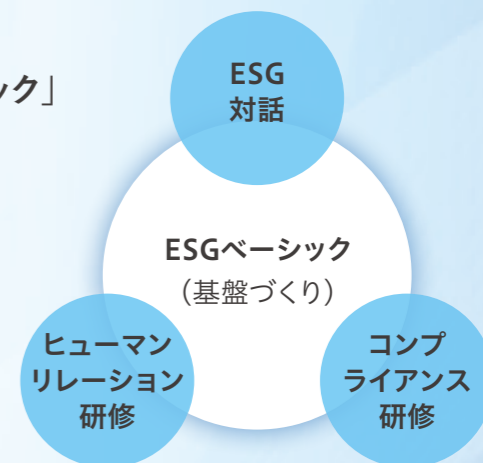 ック」
ESG
対話
ESGベーシック
（基盤づくり）
ヒューマン
リレーション
研修
コンプ
ライアンス
研修